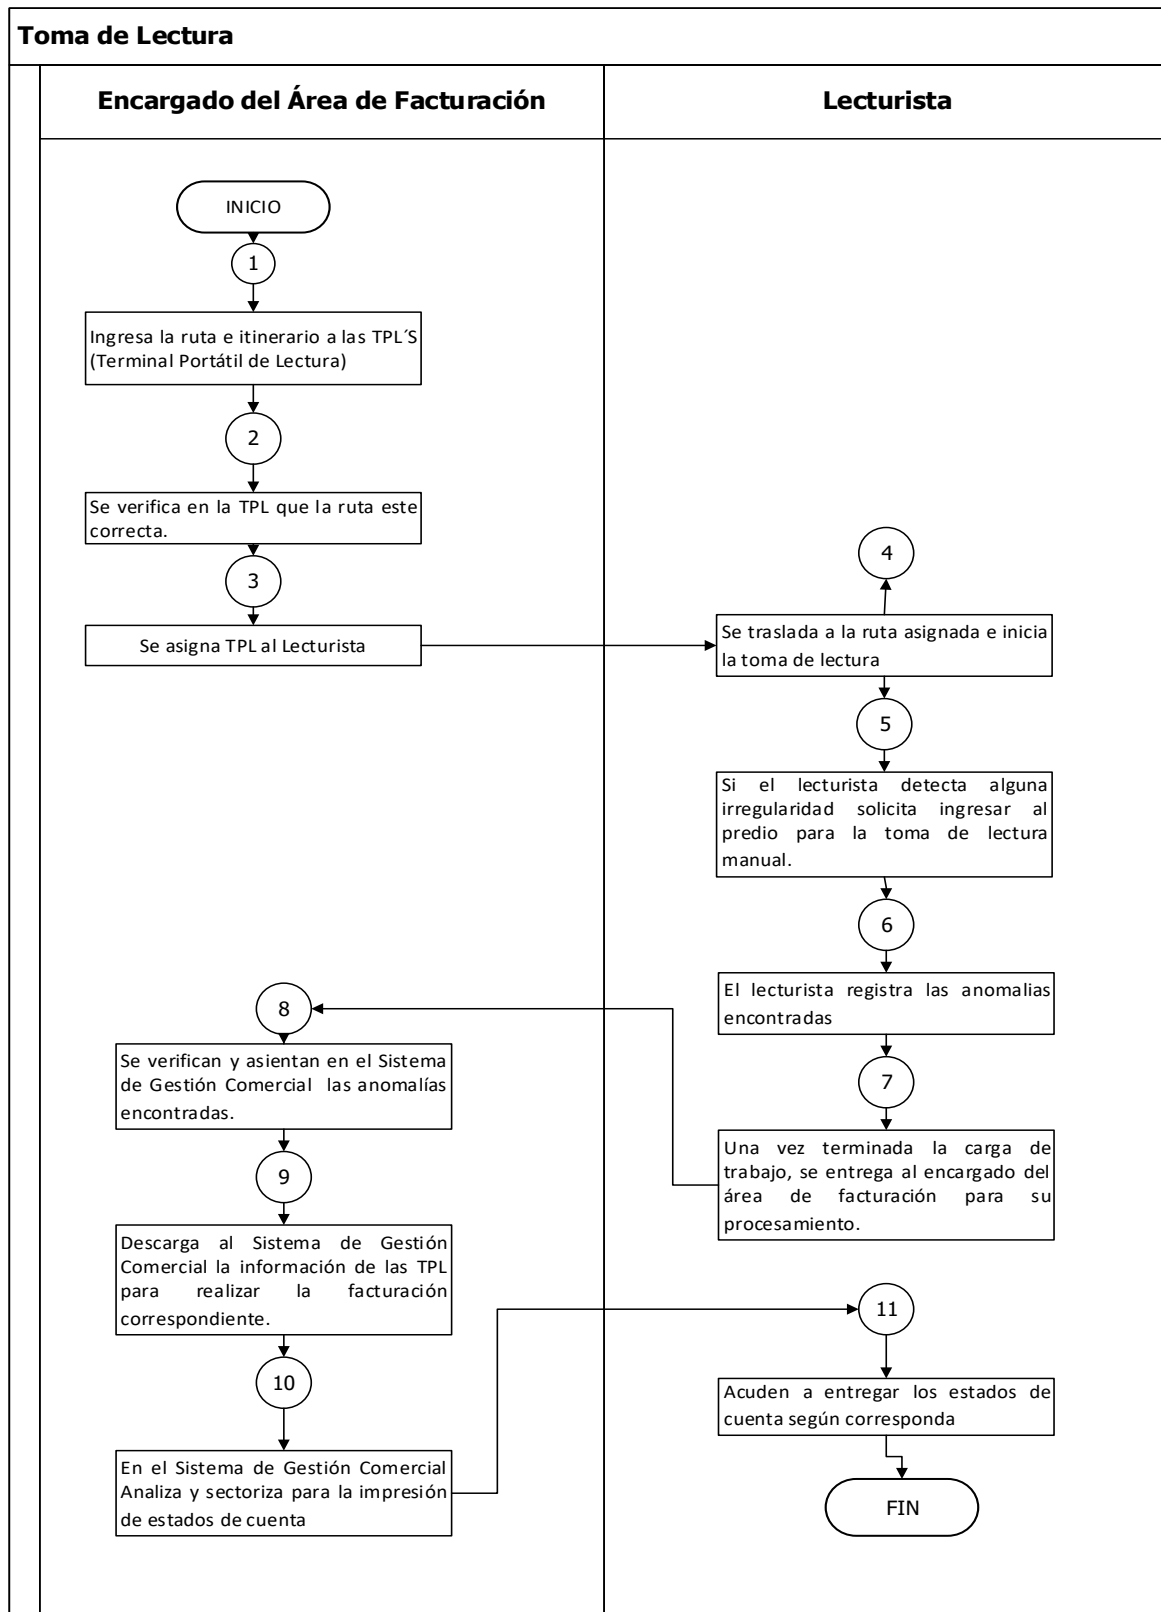 Toma de Lectura
Encargado del Área de Facturación
Lecturista
INICIO
1
Ingresa la ruta e itinerario a las TPL´S
(Terminal Portátil de Lectura)
2
Se verifica en la TPL que la ruta este
correcta.
3
Se asigna TPL al Lecturista
4
Se traslada a la ruta asignada e inicia
la toma de lectura
5
Si el lecturista detecta alguna
irregularidad solicita ingresar al
predio para la toma de lectura
manual.
6
El lecturista registra las anomalias
encontradas
7
Una vez terminada la carga de
trabajo, se entrega al encargado del
área de facturación para su
procesamiento.
8
Se verifican y asientan en el Sistema
de Gestión Comercial las anomalías
encontradas.
9
Descarga al Sistema de Gestión
Comercial la información de las TPL
para realizar la facturación
correspondiente.
10
En el Sistema de Gestión Comercial
Analiza y sectoriza para la impresión
de estados de cuenta
11
Acuden a entregar los estados de
cuenta según corresponda
FIN